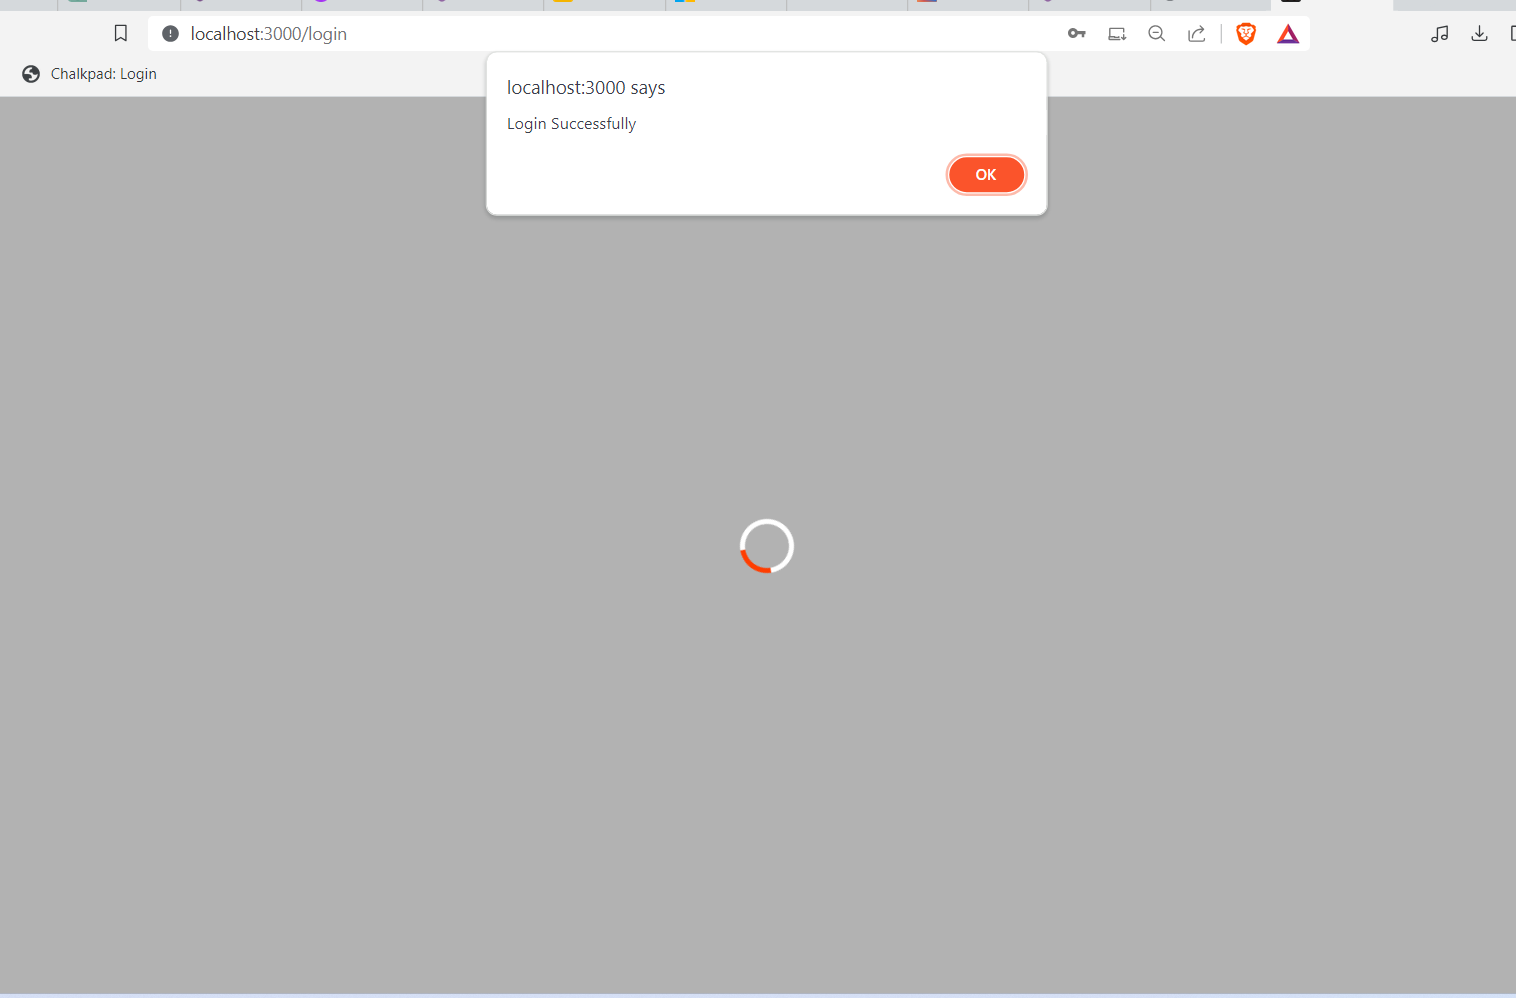 localhost:3000/login
Chalkpad: Login
localhost:3000 says
Login Successfully
OK